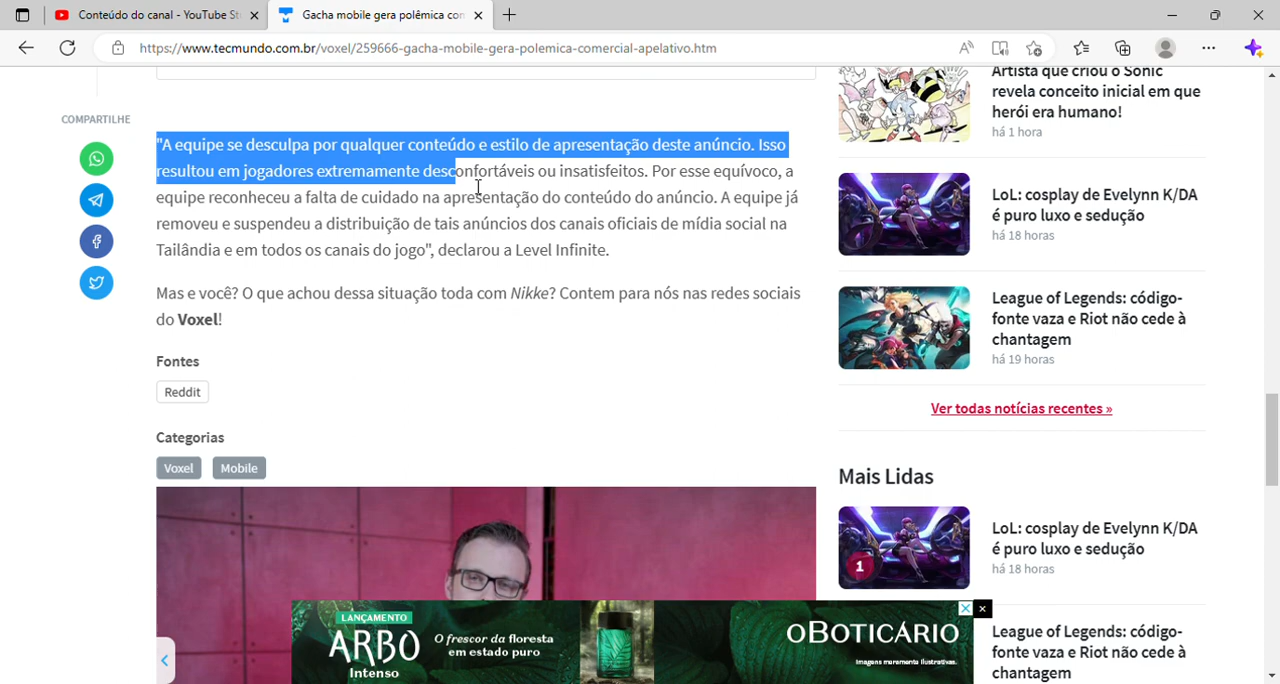 Conteúdo do canal - YouTube St
Gacha mobile gera polêmica con
https://www.tecmundo.com.br/voxel/259666-gacha-mobile-gera-polemica-comercial-apelativo.htm
COMPARTILHE
"A equipe se desculpa por qualquer conteúdo e estilo de apresentação deste anúncio. Isso
resultou em jogadores extremamente desconfortáveis ou insatisfeitos. Por esse equívoco, a
equipe reconheceu a falta de cuidado na apresentação do conteúdo do anúncio. A equipe já
removeu e suspendeu a distribuição de tais anúncios dos canais oficiais de mídia social na
Tailândia e em todos os canais do jogo", declarou a Level Infinite.
Mas e você? O que achou dessa situação toda com Nikke? Contem para nós nas redes sociais
do Voxel!
Fontes
Reddit
Categorias
Voxel
Mobile
Artista que criou o Sonic
revela conceito inicial em que
herói era humano!
há 1 hora
LoL: cosplay de Evelynn K/DA
é puro luxo e sedução
há 18 horas
League of Legends: código-
fonte vaza e Riot não cede à
chantagem
há 19 horas
Ver todas notícias recentes »
Mais Lidas
1
LoL: cosplay de Evelynn K/DA
é puro luxo e sedução
há 18 horas
League of Legends: código-
fonte vaza e Riot não cede à
chantagem
LANÇAMENTO
ARBO
Intenso
O frescor da floresta
em estado puro
oBOTICÁRIO
Imagens meramente ilustrativas.